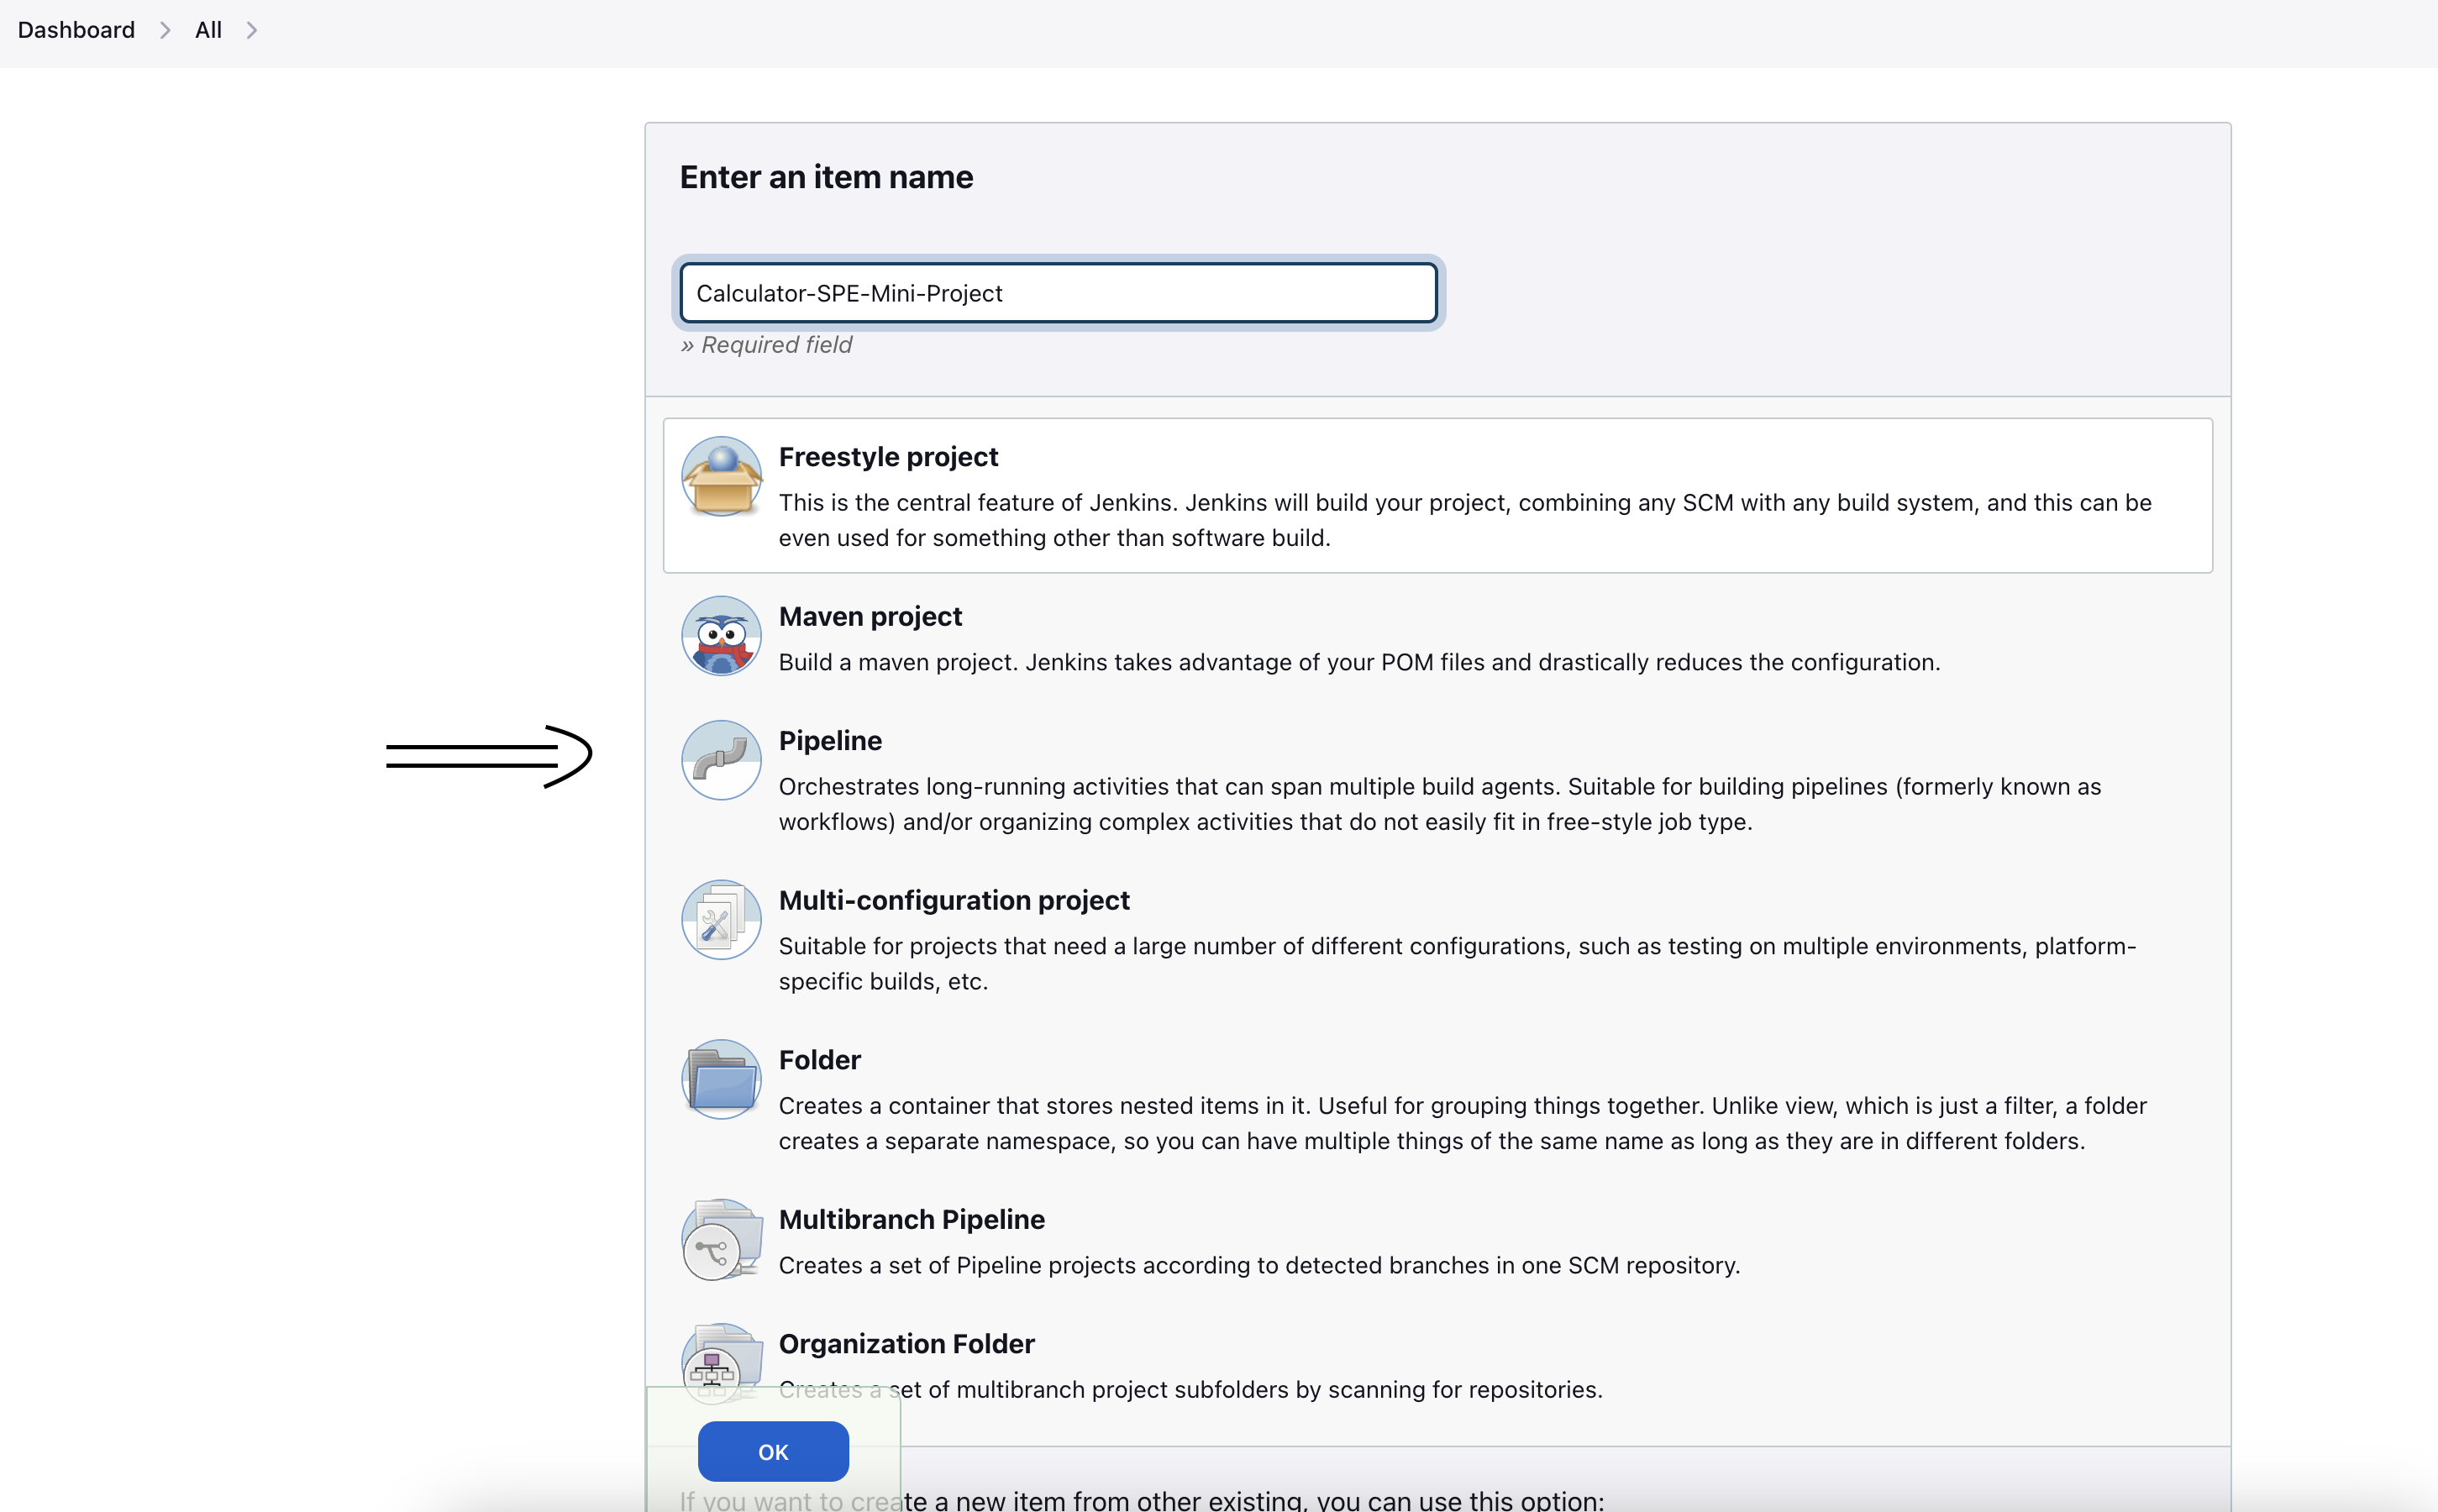 Dashboard All
Enter an item name
Calculator-SPE-Mini-Project
» Required field
Freestyle project
This is the central feature of Jenkins. Jenkins will build your project, combining any SCM with any build system, and this can be
even used for something other than software build.
Maven project
Build a maven project. Jenkins takes advantage of your POM files and drastically reduces the configuration.
Pipeline
Orchestrates long-running activities that can span multiple build agents. Suitable for building pipelines (formerly known as
workflows) and/or organizing complex activities that do not easily fit in free-style job type.
Multi-configuration project
Suitable for projects that need a large number of different configurations, such as testing on multiple environments, platform-
specific builds, etc.
Folder
Creates a container that stores nested items in it. Useful for grouping things together. Unlike view, which is just a filter, a folder
creates a separate namespace, so you can have multiple things of the same name as long as they are in different folders.
Multibranch Pipeline
Creates a set of Pipeline projects according to detected branches in one SCM repository.
Organization Folder
Creates a set of multibranch project subfolders by scanning for repositories.
OK
If you want to create a new item from other existing, you can use this option: